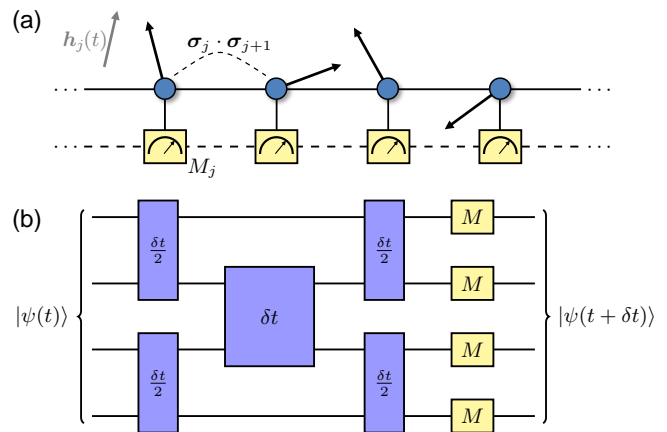 (a)
h_j(t)
σ_j · σ_{j+1}
··· ···
··· ···
M_j
(b)
δt/2 δt/2 M
|ψ(t)⟩ δt M |ψ(t + δt)⟩
δt/2 δt/2 M
M